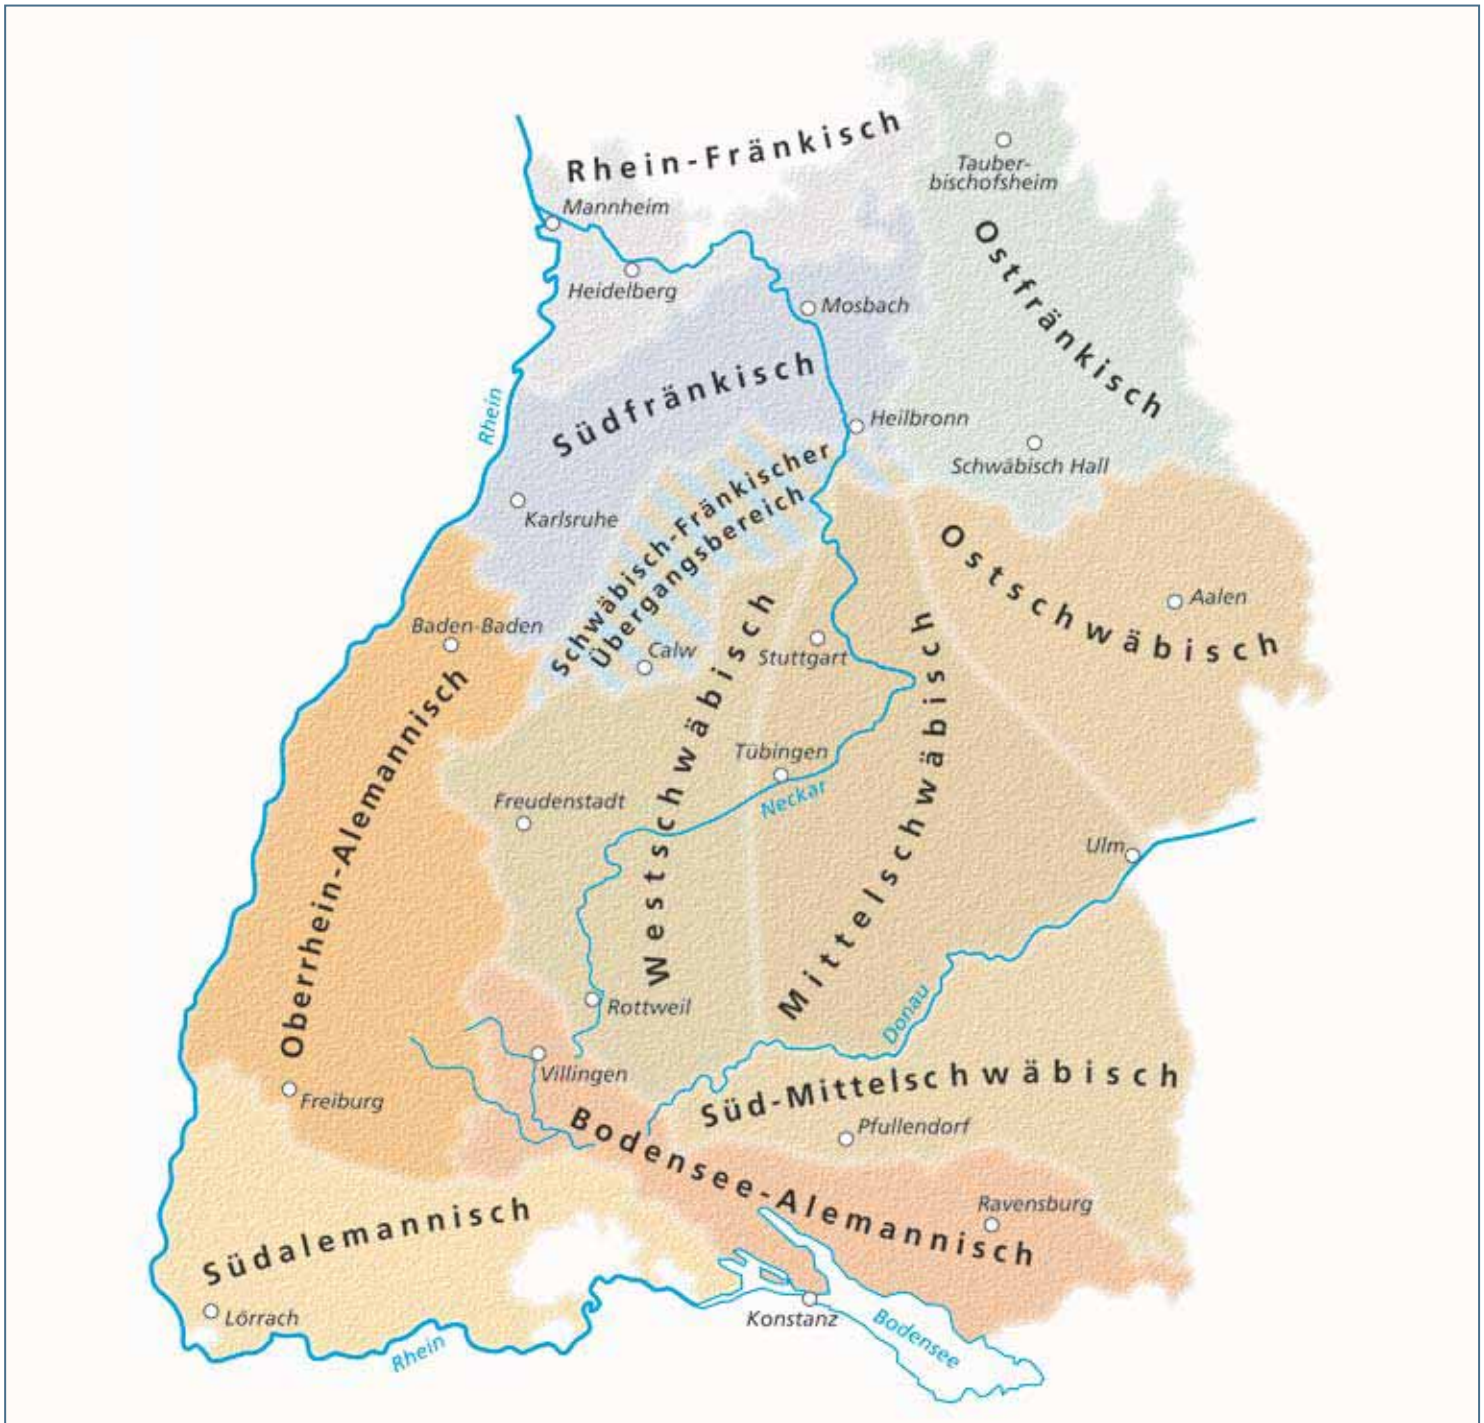 Rhein-Fränkisch
Tauber-
bischofsheim
Mannheim
Ostfränkisch
Heidelberg
Mosbach
Südfränkisch
Rhein
Heilbronn
Schwäbisch Hall
Schwäbisch-Fränkischer
Übergangsbereich
Karlsruhe
Ostschwäbisch
Aalen
Baden-Baden
Calw
Stuttgart
Westschwäbisch
Mittelschwäbisch
Oberrhein-Alemannisch
Tübingen
Neckar
Freudenstadt
Ulm
Rottweil
Donau
Villingen
Süd-Mittelschwäbisch
Freiburg
Pfullendorf
Bodensee-Alemannisch
Ravensburg
Südalemannisch
Lörrach
Konstanz
Bodensee
Rhein